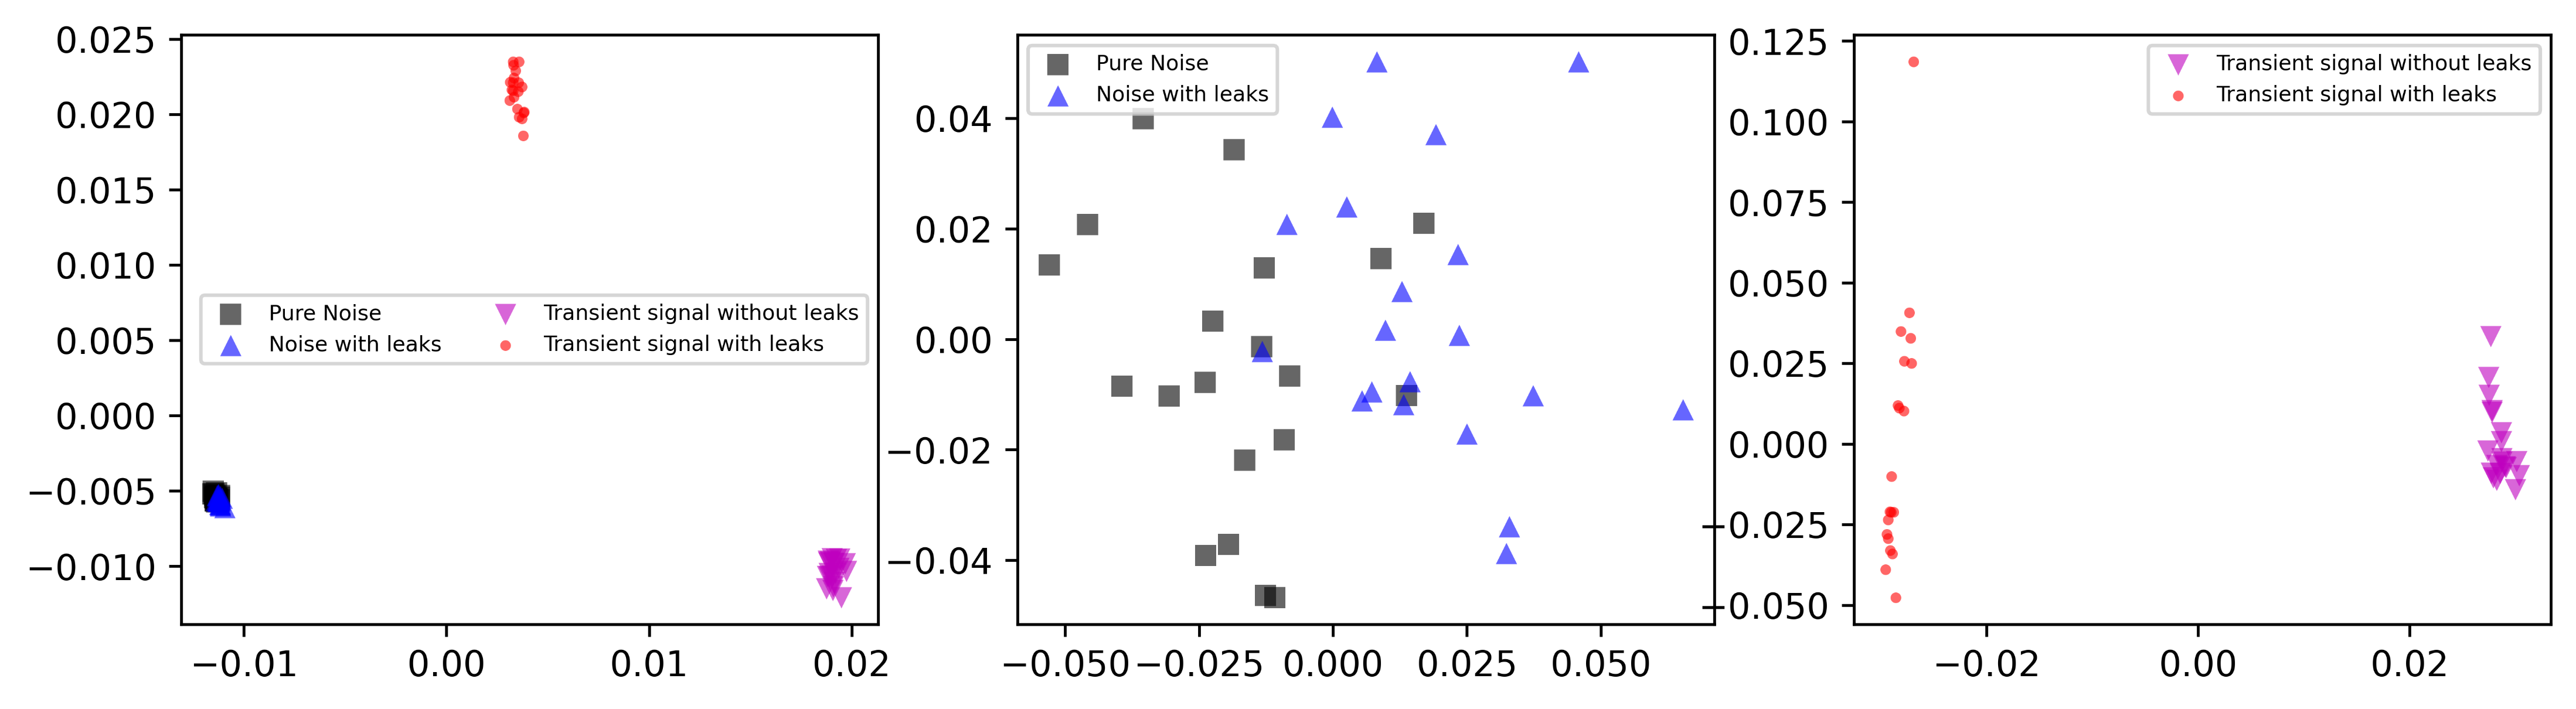 0.025
0.020
0.015
0.010
0.005
0.000
−0.005
−0.010
−0.01 0.00 0.01 0.02
Pure Noise
Noise with leaks
Transient signal without leaks
Transient signal with leaks
0.04
0.02
0.00
−0.02
−0.04
−0.050 −0.025 0.000 0.025 0.050
Pure Noise
Noise with leaks
0.125
0.100
0.075
0.050
0.025
0.000
−0.025
−0.050
−0.02 0.00 0.02
Transient signal without leaks
Transient signal with leaks